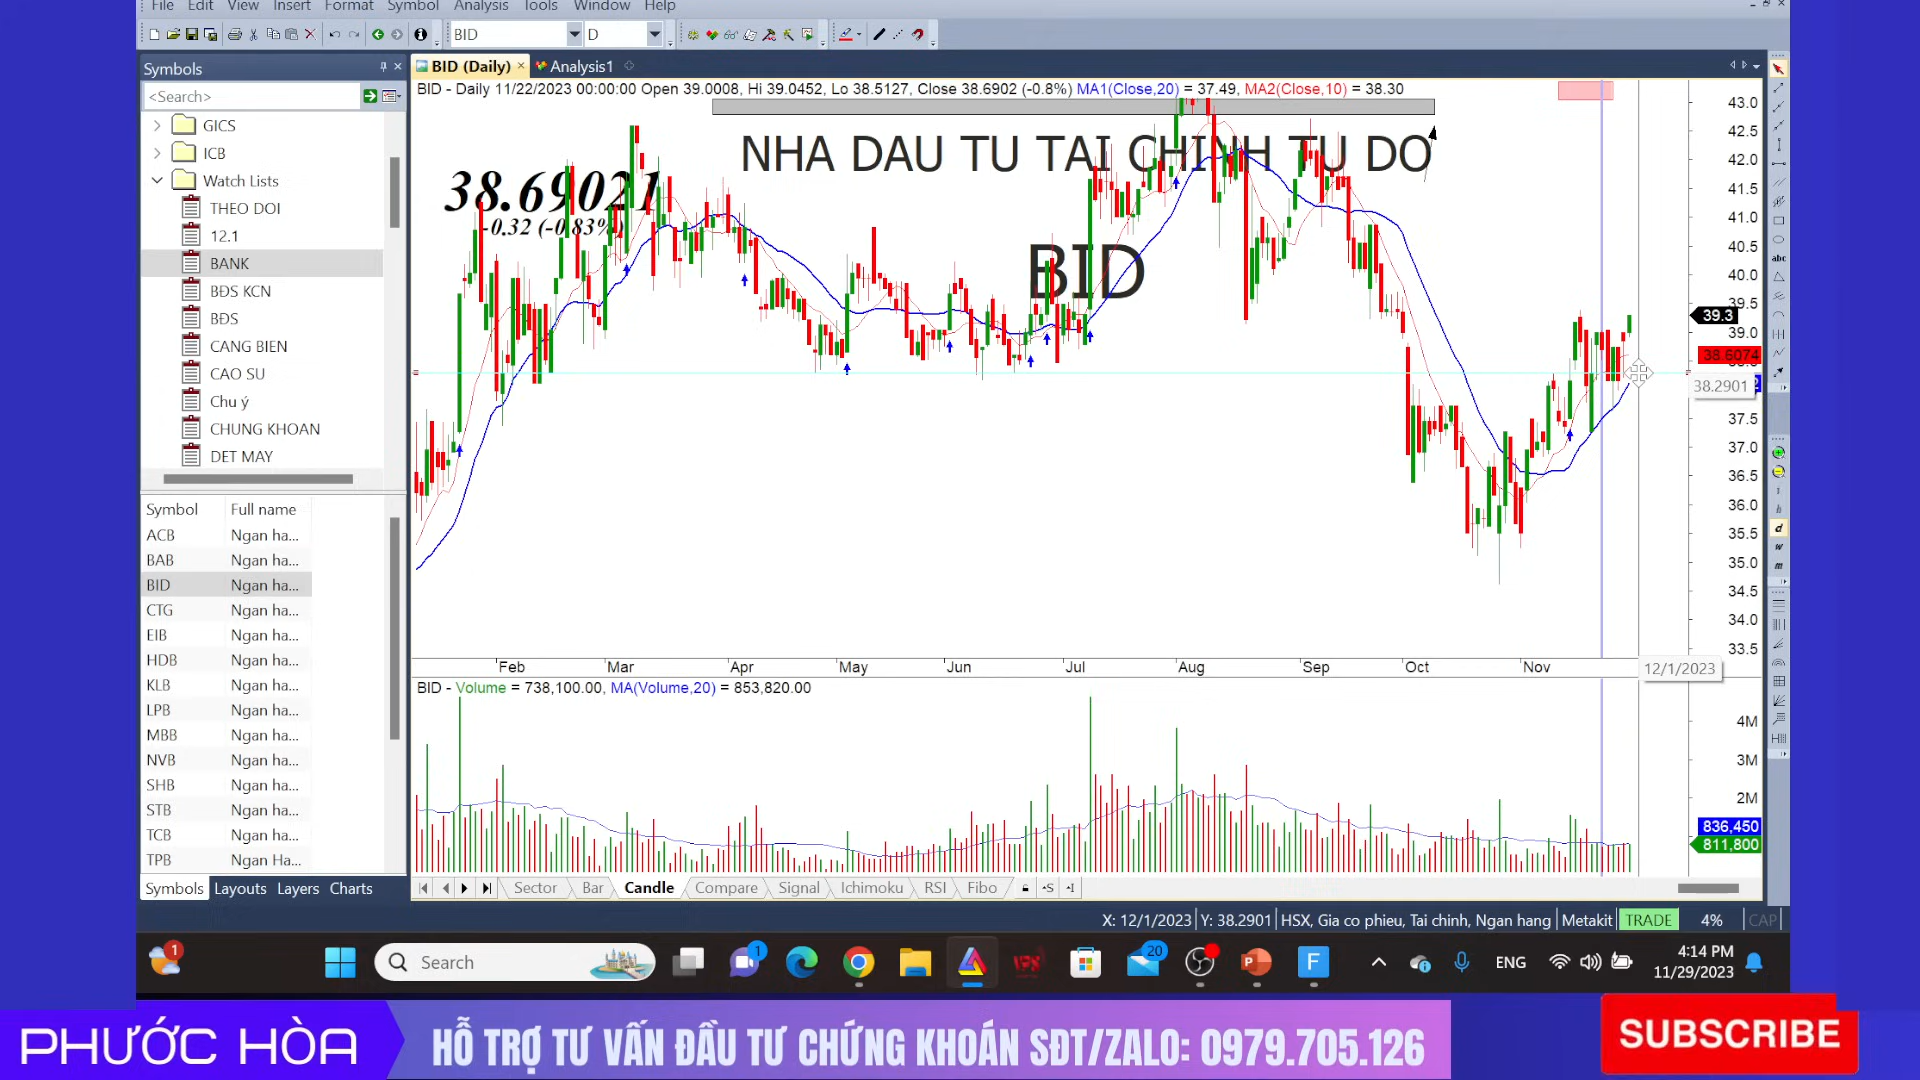 File Edit View Insert Format Symbol Analysis Tools Window Help
BID D
Symbols
<Search>
GICS
ICB
Watch Lists
THEO DOI
12.1
BANK
BĐS KCN
BĐS
CANG BIEN
CAO SU
Chu ý
CHUNG KHOAN
DET MAY
Symbol Full name
ACB Ngan ha...
BAB Ngan ha...
BID Ngan ha...
CTG Ngan ha...
EIB Ngan ha...
HDB Ngan ha...
KLB Ngan ha...
LPB Ngan ha...
MBB Ngan ha...
NVB Ngan ha...
SHB Ngan ha...
STB Ngan ha...
TCB Ngan ha...
TPB Ngan Ha...
Symbols Layouts Layers Charts
BID (Daily) Analysis1
BID - Daily 11/22/2023 00:00:00 Open 39.0008, Hi 39.0452, Lo 38.5127, Close 38.6902 (-0.8%) MA1(Close,20) = 37.49, MA2(Close,10) = 38.30
NHA DAU TU TAI CHINH TU DO
BID
38.69021
-0.32 (-0.83%)
43.0
42.5
42.0
41.5
41.0
40.5
40.0
39.5
39.3
39.0
38.6074
38.2901
37.5
37.0
36.5
36.0
35.5
35.0
34.5
34.0
33.5
Feb Mar Apr May Jun Jul Aug Sep Oct Nov
12/1/2023
BID - Volume = 738,100.00, MA(Volume,20) = 853,820.00
4M
3M
2M
836,450
811,800
Sector Bar Candle Compare Signal Ichimoku RSI Fibo
abc
d
w
m
X: 12/1/2023 Y: 38.2901 HSX, Gia co phieu, Tai chinh, Ngan hang Metakit TRADE 4% CAP
1
Search
1
20
ENG
4:14 PM
11/29/2023
PHƯỚC HÒA
HỖ TRỢ TƯ VẤN ĐẦU TƯ CHỨNG KHOÁN SĐT/ZALO: 0979.705.126
SUBSCRIBE